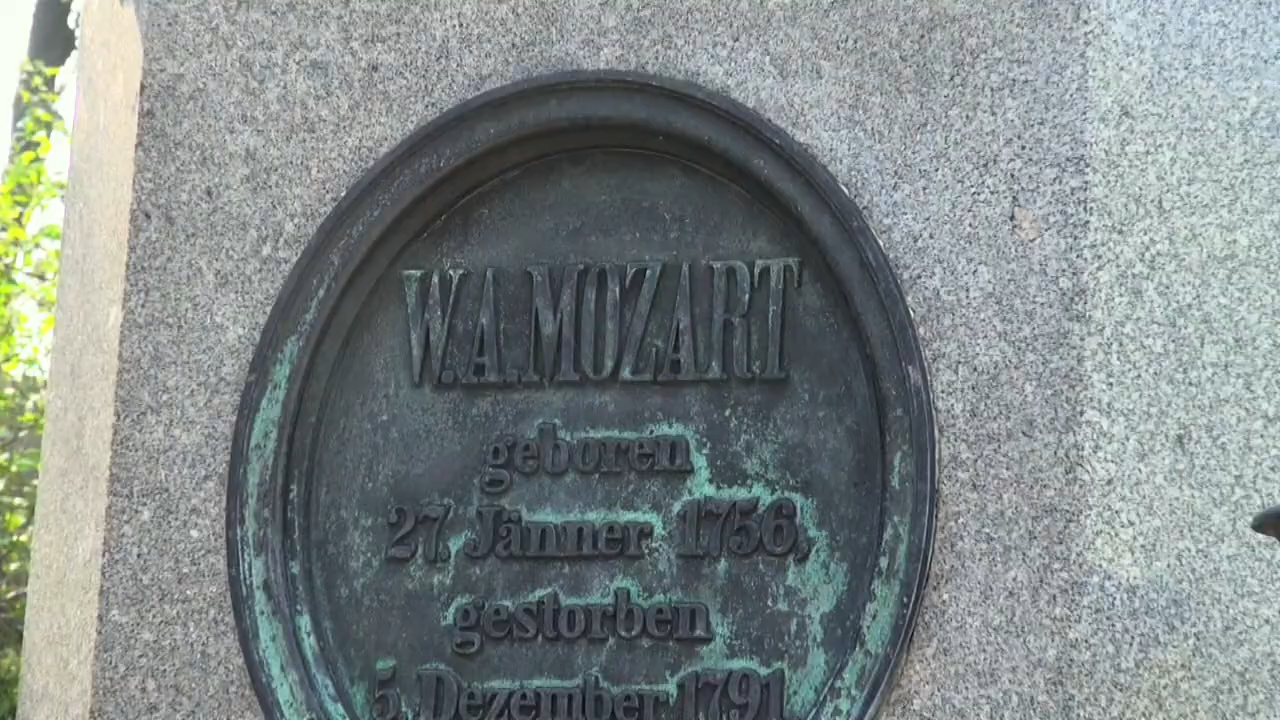 W.A.MOZART
geboren
27. Jänner 1756,
gestorben
5. Dezember 1791